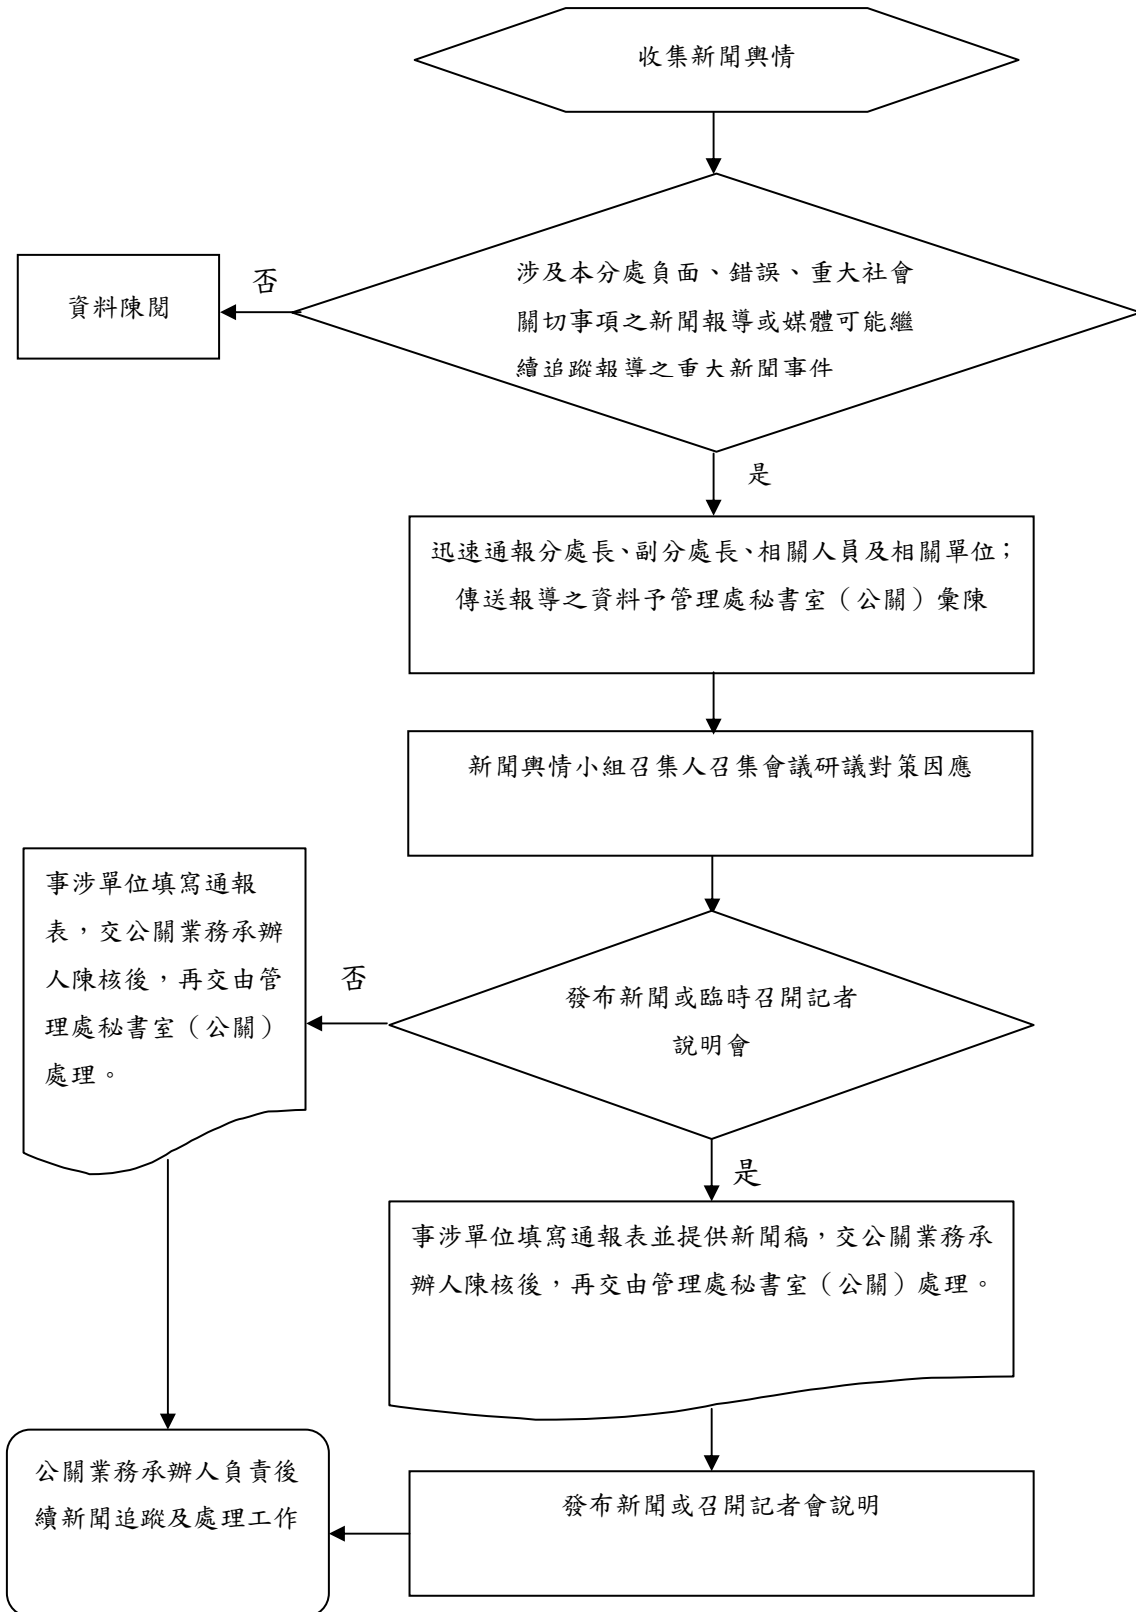 收集新聞輿情
涉及本分處負面、錯誤、重大社會
關切事項之新聞報導或媒體可能繼
續追蹤報導之重大新聞事件
否
資料陳閱
是
迅速通報分處長、副分處長、相關人員及相關單位；
傳送報導之資料予管理處秘書室（公關）彙陳
新聞輿情小組召集人召集會議研議對策因應
發布新聞或臨時召開記者
說明會
否
事涉單位填寫通報
表，交公關業務承辦
人陳核後，再交由管
理處秘書室（公關）
處理。
是
事涉單位填寫通報表並提供新聞稿，交公關業務承
辦人陳核後，再交由管理處秘書室（公關）處理。
發布新聞或召開記者會說明
公關業務承辦人負責後
續新聞追蹤及處理工作